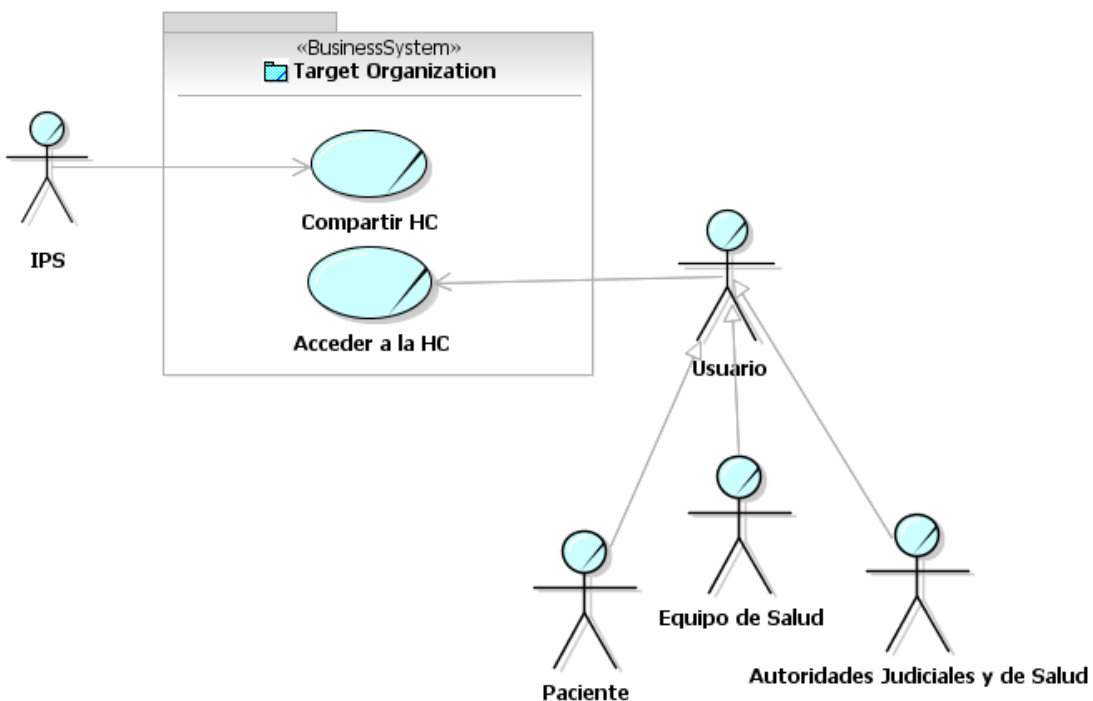 «BusinessSystem»
Target Organization
Compartir HC
IPS
Acceder a la HC
Usuario
Equipo de Salud
Autoridades Judiciales y de Salud
Paciente